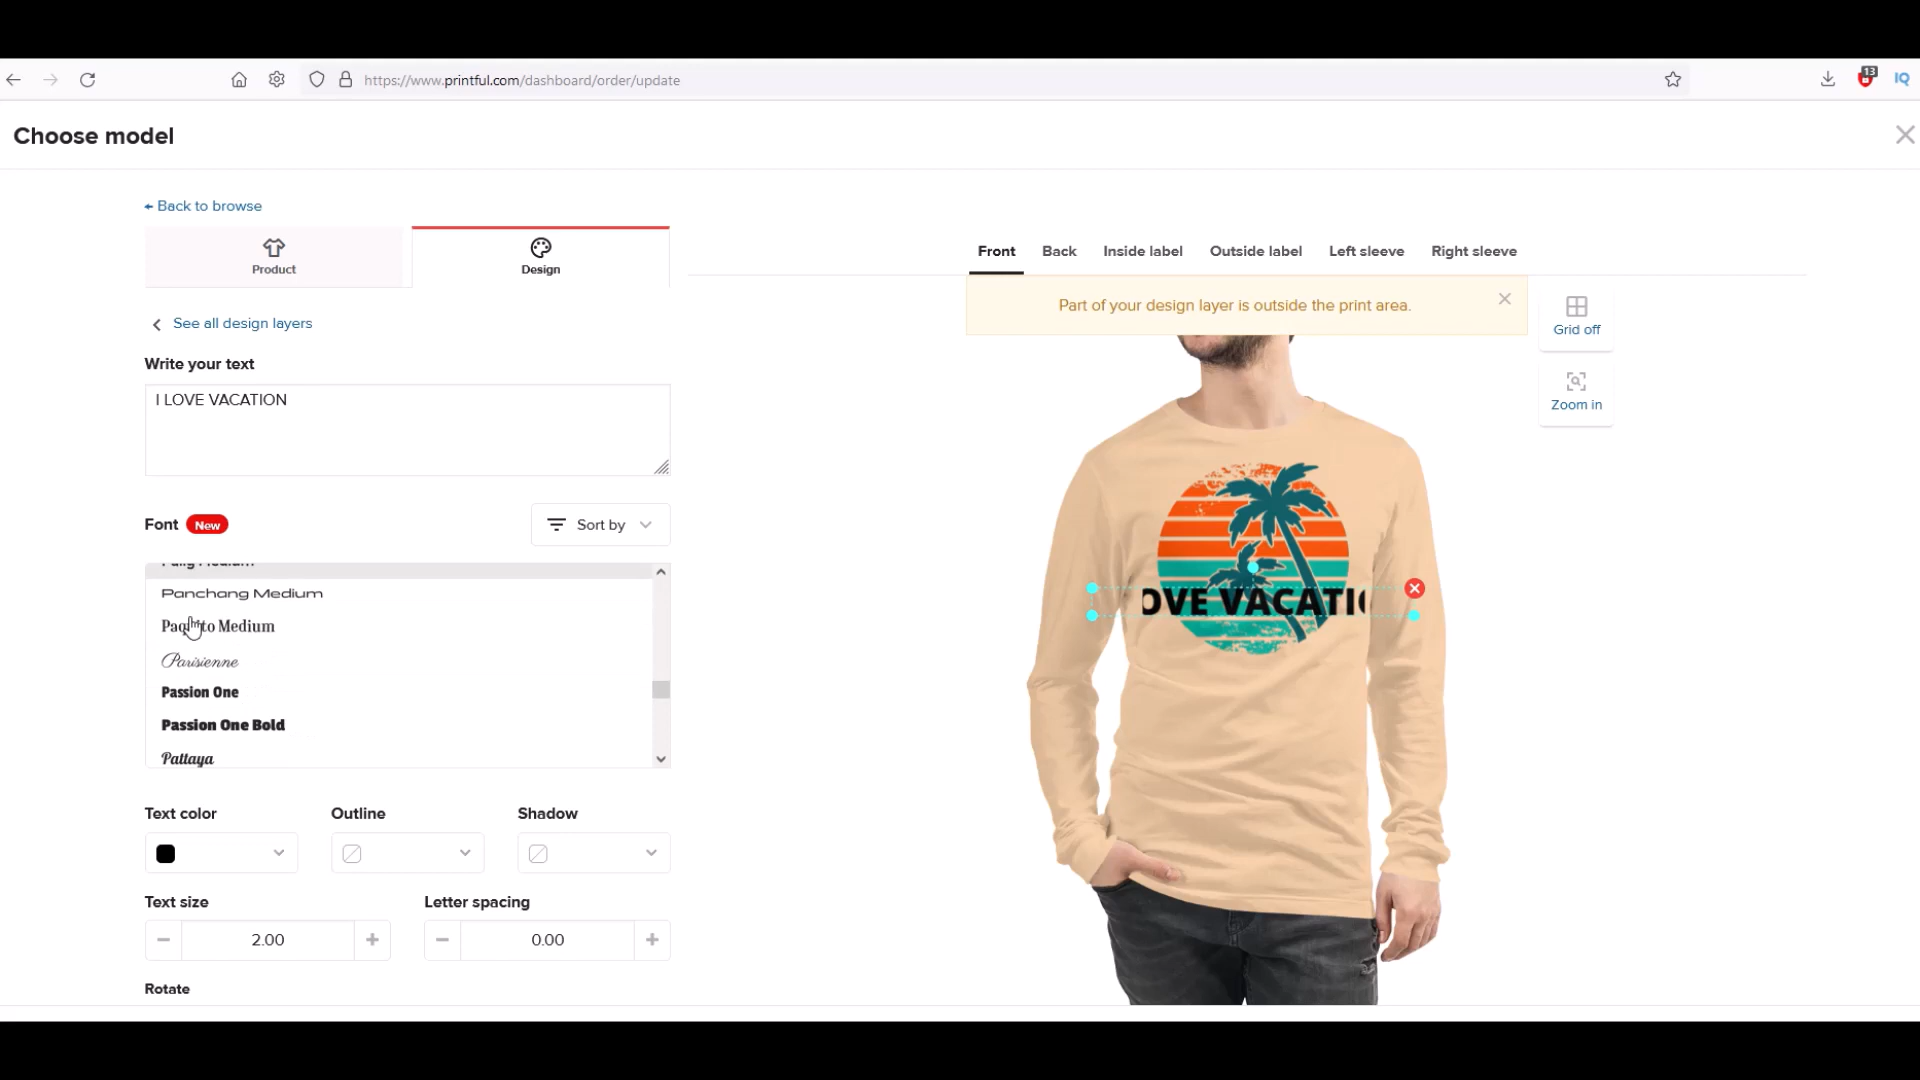 https://www.printful.com/dashboard/order/update
13
IQ
Choose model
Back to browse
Product
Design
Front
Back
Inside label
Outside label
Left sleeve
Right sleeve
Part of your design layer is outside the print area.
Grid off
Zoom in
See all design layers
Write your text
I LOVE VACATION
Font New
Sort by
Panchang Medium
Medium
Parisienne
Passion One
Passion One Bold
Pattaya
OVE VACATI
Text color
Outline
Shadow
Text size
Letter spacing
2.00
0.00
Rotate